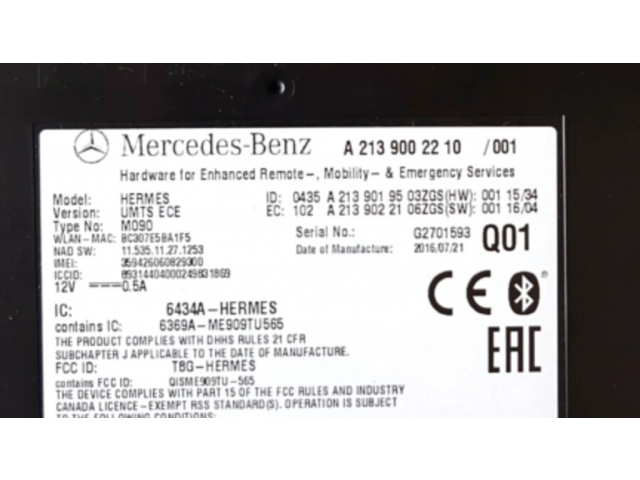 Mercedes-Benz A 213 900 22 10 /001
Hardware for Enhanced Remote-, Mobility- & Emergency Services
Model: HERMES ID: 0435 A 213 901 95 03ZGS(HW): 001 15/34
Version: UMTS ECE EC: 102 A 213 902 21 06ZGS(SW): 001 16/04
Type No: M090 Serial No.: G2701593 Q01
WLAN-MAC: BC307E5BA1F5 Date of Manufacture: 2016/07/21
NAD SW: 11.535.11.27.1253
IMEI: 359426060829300
ICCID: 89314404000249831869
12V 0.5A
IC: 6434A-HERMES
contains IC: 6369A-ME909TU565
THE PRODUCT COMPLIES WITH DHHS RULES 21 CFR
SUBCHAPTER J APPLICABLE TO THE DATE OF MANUFACTURE.
FCC ID: T8G-HERMES
contains FCC ID: QISME909TU-565
THE DEVICE COMPLIES WITH PART 15 OF THE FCC RULES AND INDUSTRY
CANADA LICENCE-EXEMPT RSS STANDARD(S). OPERATION IS SUBJECT
TO THE FOLLOWING
CE
EAC